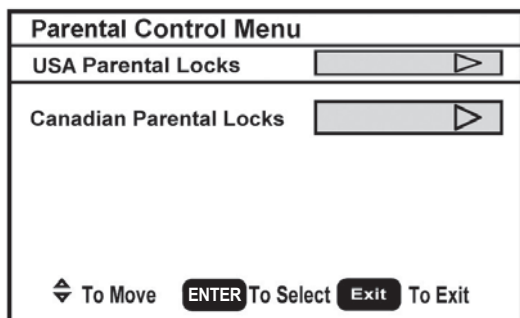 Parental Control Menu
USA Parental Locks
Canadian Parental Locks
To Move ENTER To Select Exit To Exit